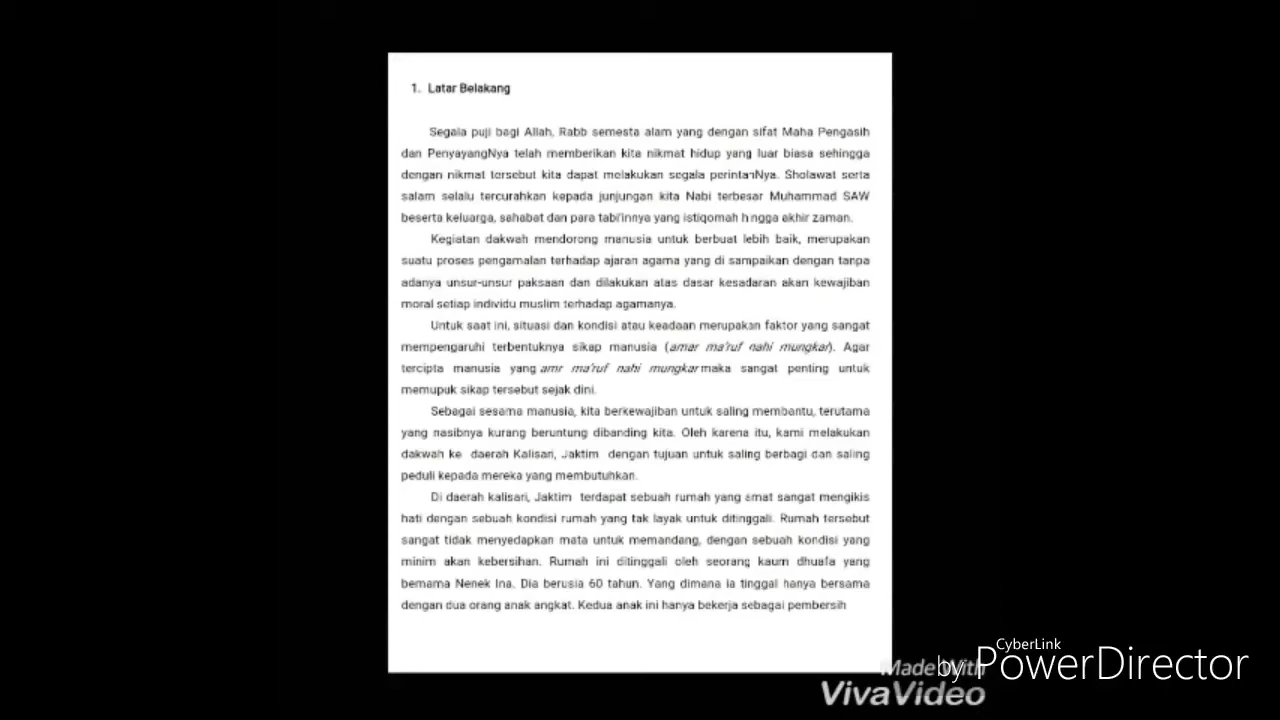 1. Latar Belakang
Segala puji bagi Allah, Rabb semesta alam yang dengan sifat Maha Pengasih
dan PenyayangNya telah memberikan kita nikmat hidup yang luar biasa sehingga
dengan nikmat tersebut kita dapat melakukan segala perintahNya. Sholawat serta
salam selalu tercurahkan kepada junjungan kita Nabi terbesar Muhammad SAW
beserta keluarga, sahabat dan para tabi'innya yang istiqomah hingga akhir zaman.
Kegiatan dakwah mendorong manusia untuk berbuat lebih baik, merupakan
suatu proses pengamalan terhadap ajaran agama yang di sampaikan dengan tanpa
adanya unsur-unsur paksaan dan dilakukan atas dasar kesadaran akan kewajiban
moral setiap individu muslim terhadap agamanya.
Untuk saat ini, situasi dan kondisi atau keadaan merupakan faktor yang sangat
mempengaruhi terbentuknya sikap manusia (amar ma'ruf nahi mungkar). Agar
tercipta manusia yang amr ma'ruf nahi mungkar maka sangat penting untuk
memupuk sikap tersebut sejak dini.
Sebagai sesama manusia, kita berkewajiban untuk saling membantu, terutama
yang nasibnya kurang beruntung dibanding kita. Oleh karena itu, kami melakukan
dakwah ke daerah Kalisari, Jaktim dengan tujuan untuk saling berbagi dan saling
peduli kepada mereka yang membutuhkan.
Di daerah kalisari, Jaktim terdapat sebuah rumah yang amat sangat mengikis
hati dengan sebuah kondisi rumah yang tak layak untuk ditinggali. Rumah tersebut
sangat tidak menyedapkan mata untuk memandang, dengan sebuah kondisi yang
minim akan kebersihan. Rumah ini ditinggali oleh seorang kaum dhuafa yang
bernama Nenek Ina. Dia berusia 60 tahun. Yang dimana ia tinggal hanya bersama
dengan dua orang anak angkat. Kedua anak ini hanya bekerja sebagai pembersih
CyberLink
by PowerDirector
Made With
VivaVideo